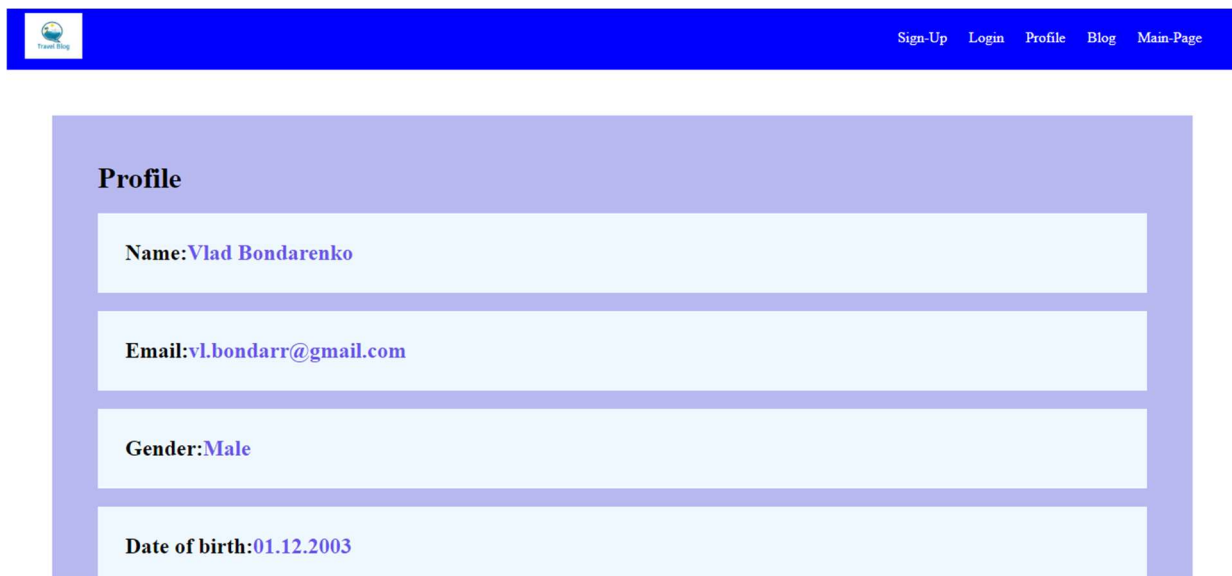 Travel Blog
Sign-Up Login Profile Blog Main-Page
Profile
Name:Vlad Bondarenko
Email:vl.bondarr@gmail.com
Gender:Male
Date of birth:01.12.2003